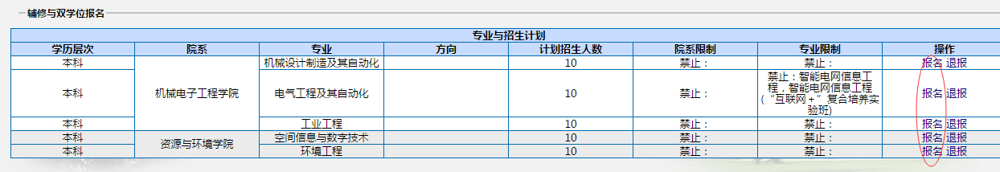 辅修与双学位报名
专业与招生计划
学历层次 院系 专业 方向 计划招生人数 院系限制 专业限制 操作
本科 机械设计制造及其自动化 10 禁止： 禁止： 报名 退报
本科 机械电子工程学院 电气工程及其自动化 10 禁止： 禁止：智能电网信息工
程，智能电网信息工程
(“互联网＋”复合培养实
验班) 报名 退报
本科 工业工程 10 禁止： 禁止： 报名 退报
本科 资源与环境学院 空间信息与数字技术 10 禁止： 禁止： 报名 退报
本科 环境工程 10 禁止： 禁止： 报名 退报